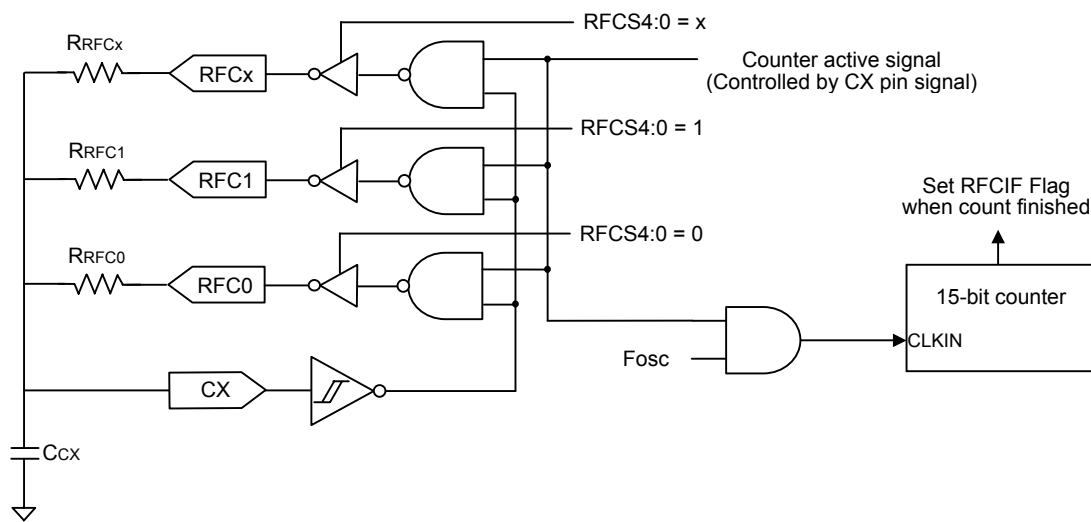 RRFCx
RFCx
RFCS4:0 = x
Counter active signal
(Controlled by CX pin signal)
RRFC1
RFC1
RFCS4:0 = 1
RRFC0
RFC0
RFCS4:0 = 0
Set RFCIF Flag
when count finished
15-bit counter
CLKIN
Fosc
CX
CCX